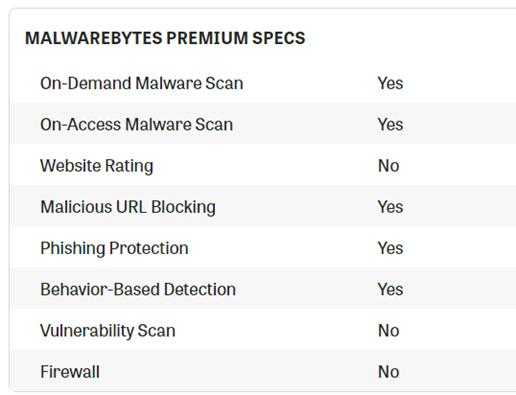 MALWAREBYTES PREMIUM SPECS
On-Demand Malware Scan Yes
On-Access Malware Scan Yes
Website Rating No
Malicious URL Blocking Yes
Phishing Protection Yes
Behavior-Based Detection Yes
Vulnerability Scan No
Firewall No